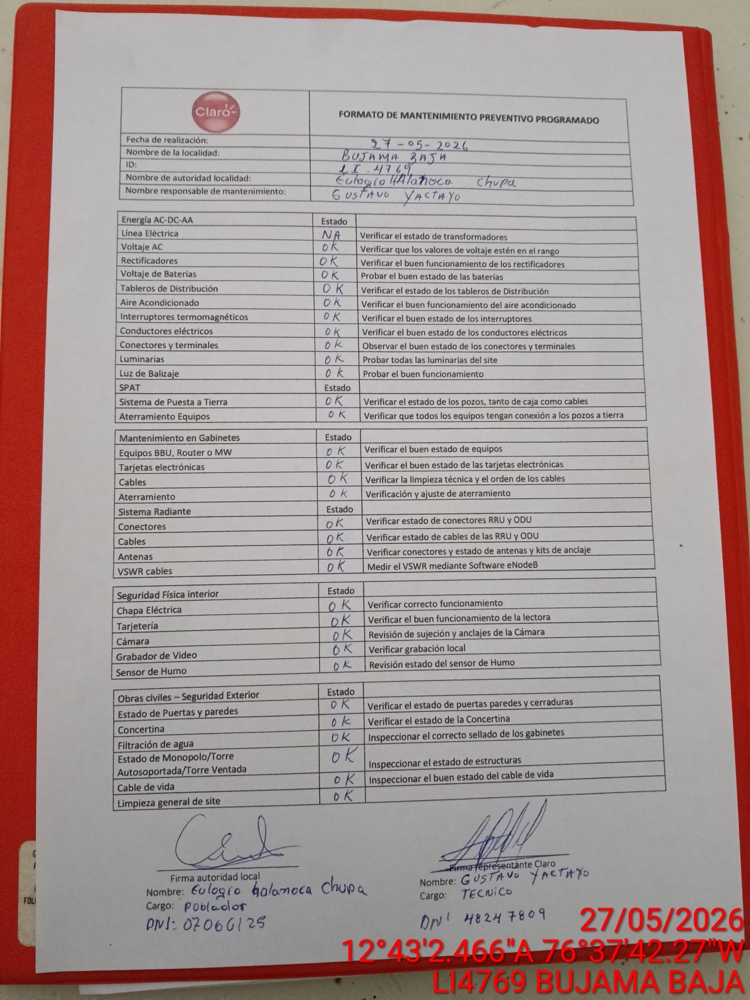 Claro
FORMATO DE MANTENIMIENTO PREVENTIVO PROGRAMADO
Fecha de realización: 27-05-2026
Nombre de la localidad: BUJAMA BAJA
ID: LI.4769
Nombre de autoridad localidad: Eulogio HAlanoca Chupa
Nombre responsable de mantenimiento: GUSTAVO YACTAYO
Energía AC-DC-AA Estado
Línea Eléctrica NA Verificar el estado de transformadores
Voltaje AC OK Verificar que los valores de voltaje estén en el rango
Rectificadores OK Verificar el buen funcionamiento de los rectificadores
Voltaje de Baterías OK Probar el buen estado de las baterías
Tableros de Distribución OK Verificar el estado de los tableros de Distribución
Aire Acondicionado OK Verificar el buen funcionamiento del aire acondicionado
Interruptores termomagnéticos OK Verificar el buen estado de los interruptores
Conductores eléctricos OK Verificar el buen estado de los conductores eléctricos
Conectores y terminales OK Observar el buen estado de los conectores y terminales
Luminarias OK Probar todas las luminarias del site
Luz de Balizaje OK Probar el buen funcionamiento
SPAT Estado
Sistema de Puesta a Tierra OK Verificar el estado de los pozos, tanto de caja como cables
Aterramiento Equipos OK Verificar que todos los equipos tengan conexión a los pozos a tierra
Mantenimiento en Gabinetes Estado
Equipos BBU, Router o MW OK Verificar el buen estado de equipos
Tarjetas electrónicas OK Verificar el buen estado de las tarjetas electrónicas
Cables OK Verificar la limpieza técnica y el orden de los cables
Aterramiento OK Verificación y ajuste de aterramiento
Sistema Radiante Estado
Conectores OK Verificar estado de conectores RRU y ODU
Cables OK Verificar estado de cables de las RRU y ODU
Antenas OK Verificar conectores y estado de antenas y kits de anclaje
VSWR cables OK Medir el VSWR mediante Software eNodeB
Seguridad Física interior Estado
Chapa Eléctrica OK Verificar correcto funcionamiento
Tarjetería OK Verificar el buen funcionamiento de la lectora
Cámara OK Revisión de sujeción y anclajes de la Cámara
Grabador de Video OK Verificar grabación local
Sensor de Humo OK Revisión estado del sensor de Humo
Obras civiles – Seguridad Exterior Estado
Estado de Puertas y paredes OK Verificar el estado de puertas paredes y cerraduras
Concertina OK Verificar el estado de la Concertina
Filtración de agua OK Inspeccionar el correcto sellado de los gabinetes
Estado de Monopolo/Torre
Autosoportada/Torre Ventada OK Inspeccionar el estado de estructuras
Cable de vida OK Inspeccionar el buen estado del cable de vida
Limpieza general de site OK
Firma autoridad local
Nombre: Eulogio Halanoca Chupa
Cargo: Poblador
DNI: 07066125
Firma representante Claro
Nombre: GUSTAVO YACTAYO
Cargo: TECNICO
DNI 48247809
27/05/2026
12°43'2.466"A 76°37'42.27"W
LI4769 BUJAMA BAJA